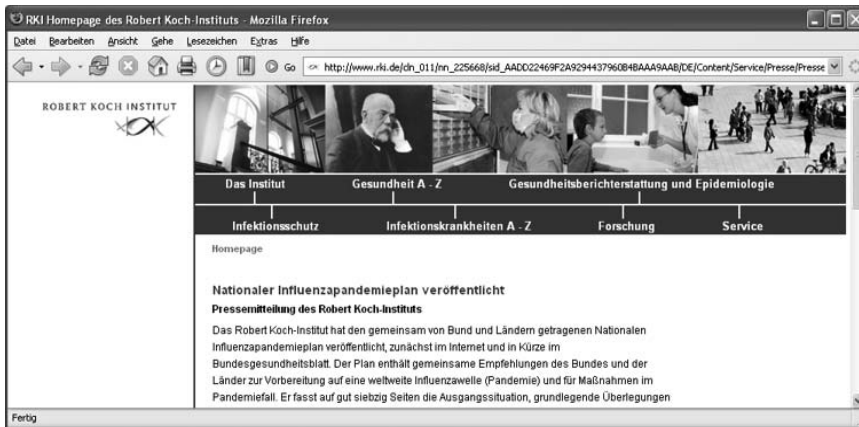 RKI Homepage des Robert Koch-Instituts - Mozilla Firefox
Datei Bearbeiten Ansicht Gehe Lesezeichen Extras Hilfe
Go http://www.rki.de/cln_011/nn_225668/sid_AADD22469F2A9294437960B4BAAA9AAB/DE/Content/Service/Presse/Presse
ROBERT KOCH INSTITUT
Das Institut Gesundheit A - Z Gesundheitsberichterstattung und Epidemiologie
Infektionsschutz Infektionskrankheiten A - Z Forschung Service
Homepage
Nationaler Influenzapandemieplan veröffentlicht
Pressemitteilung des Robert Koch-Instituts
Das Robert Koch-Institut hat den gemeinsam von Bund und Ländern getragenen Nationalen
Influenzapandemieplan veröffentlicht, zunächst im Internet und in Kürze im
Bundesgesundheitsblatt. Der Plan enthält gemeinsame Empfehlungen des Bundes und der
Länder zur Vorbereitung auf eine weltweite Influenzawelle (Pandemie) und für Maßnahmen im
Pandemiefall. Er fasst auf gut siebzig Seiten die Ausgangssituation, grundlegende Überlegungen
Fertig